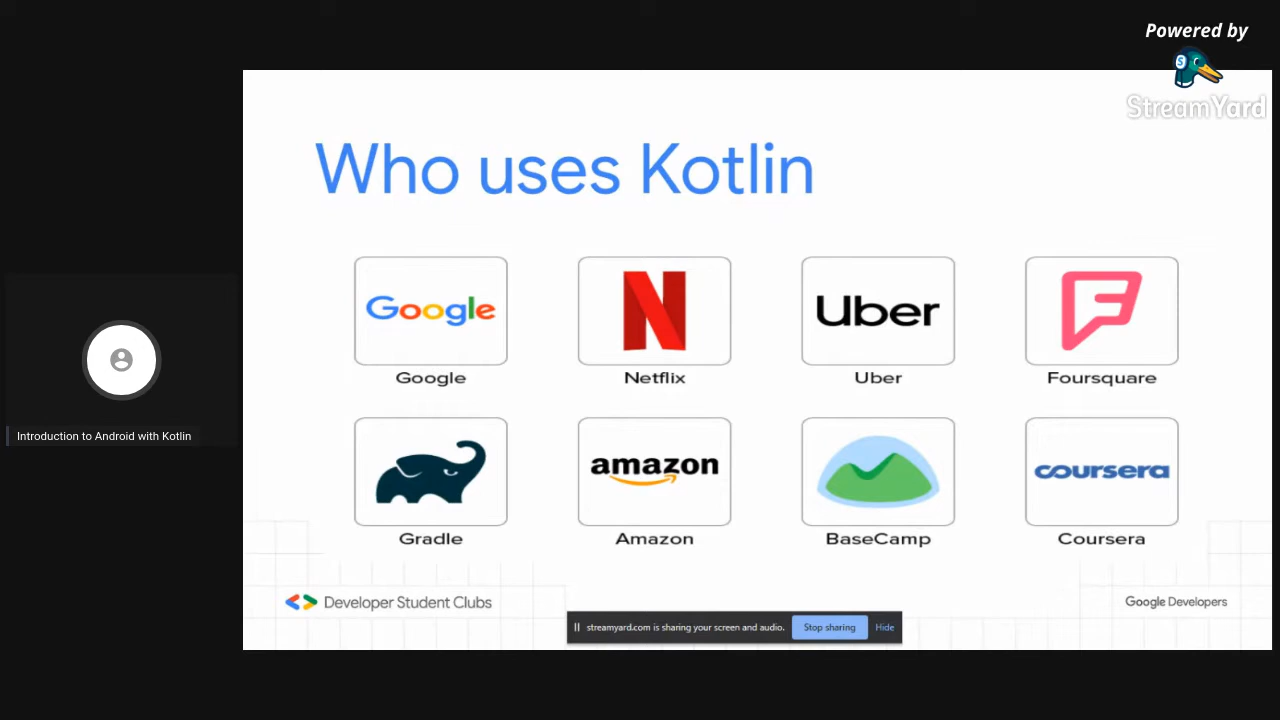 Powered by
StreamYard
Who uses Kotlin
Google
Uber
Google
Netflix
Uber
Foursquare
amazon
coursera
Gradle
Amazon
BaseCamp
Coursera
Introduction to Android with Kotlin
Developer Student Clubs
Google Developers
streamyard.com is sharing your screen and audio.
Stop sharing
Hide